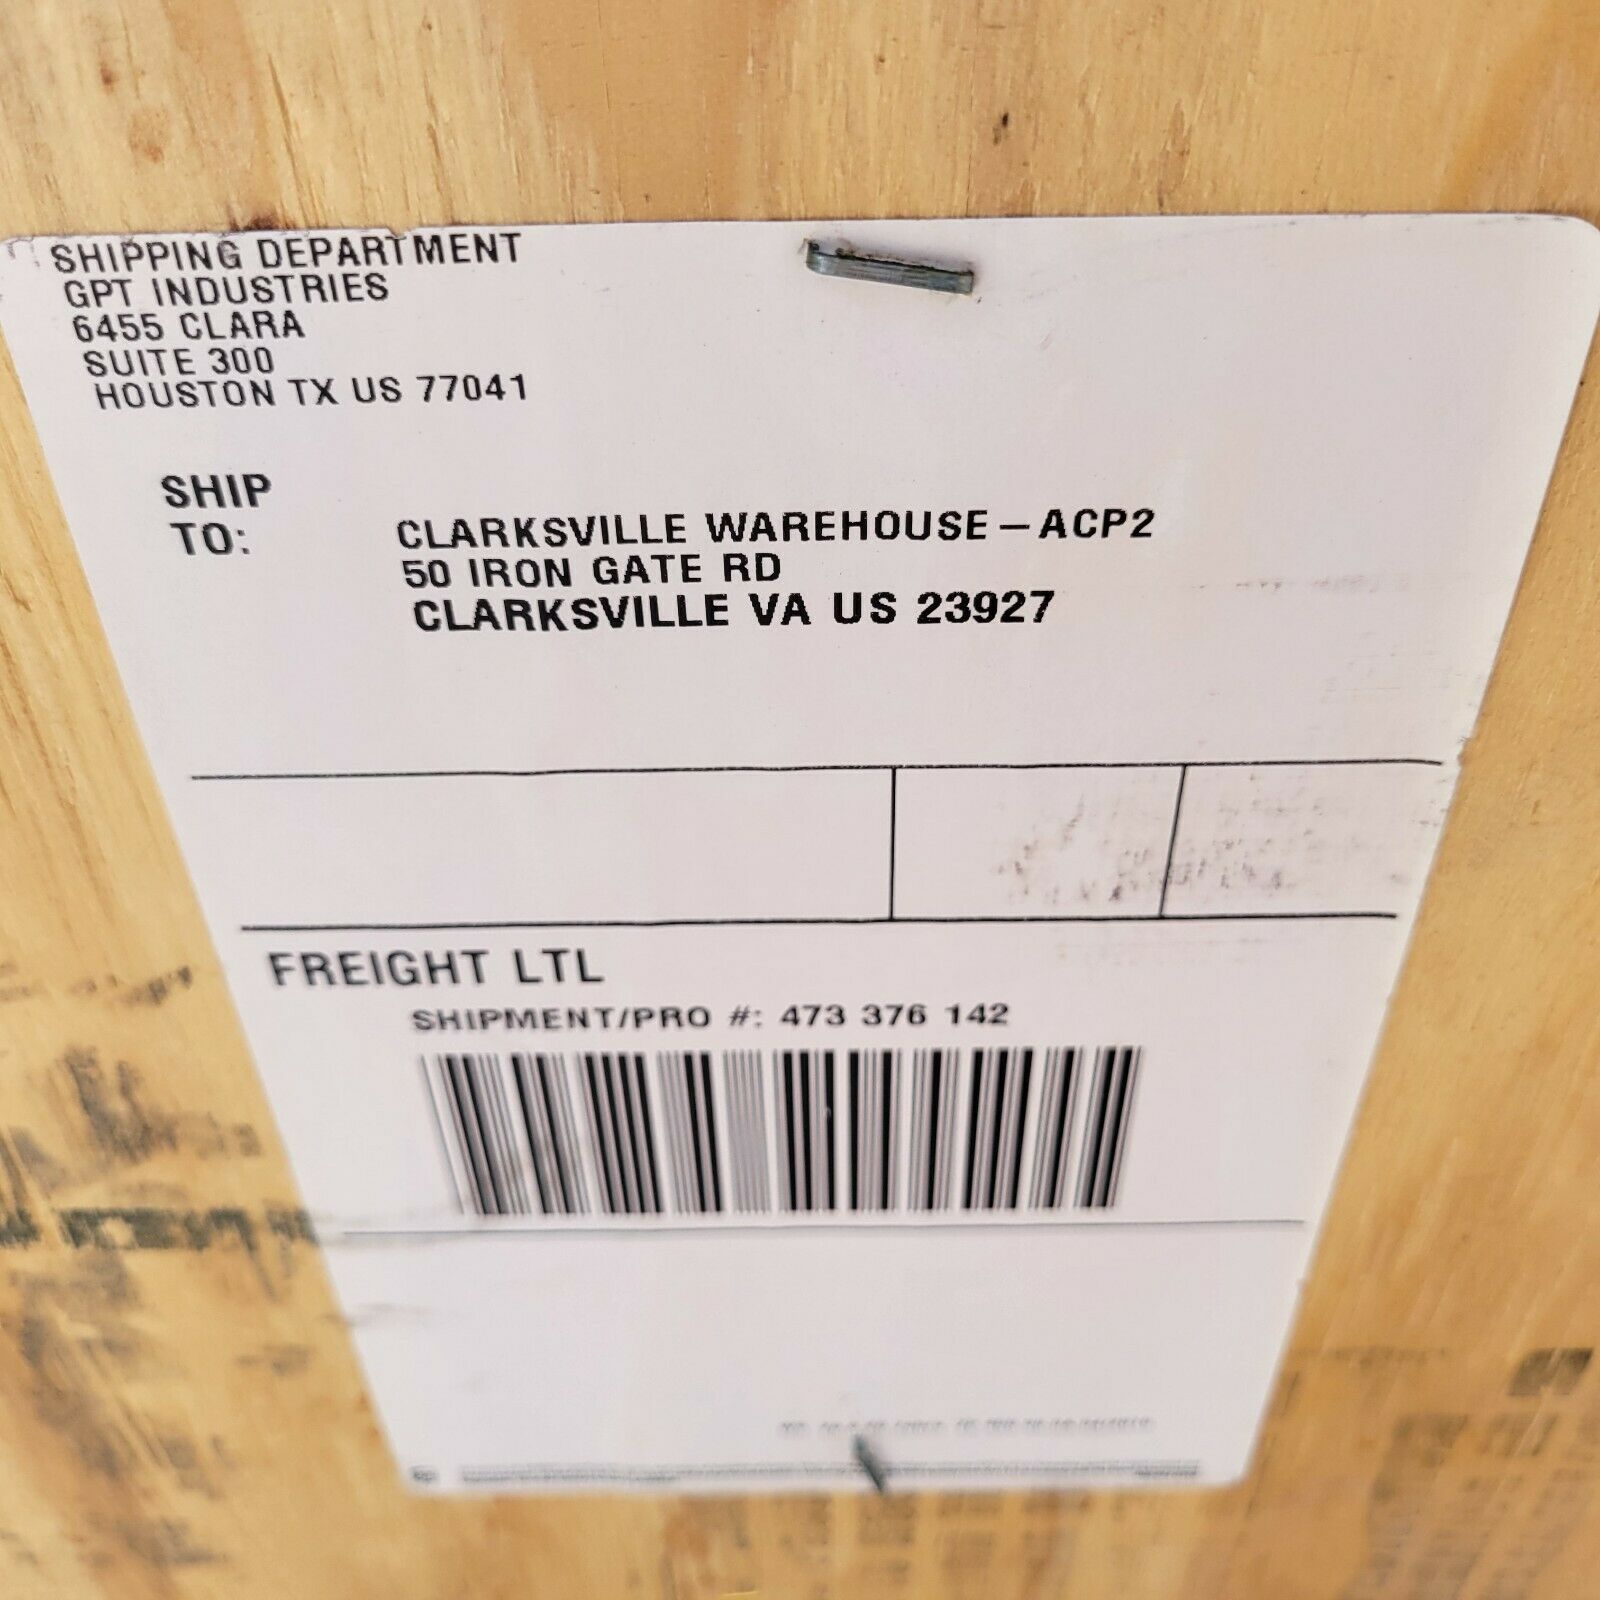 SHIPPING DEPARTMENT
GPT INDUSTRIES
6455 CLARA
SUITE 300
HOUSTON TX US 77041
SHIP
TO:
CLARKSVILLE WAREHOUSE-ACP2
50 IRON GATE RD
CLARKSVILLE VA US 23927
FREIGHT LTL
SHIPMENT/PRO #: 473 376 142